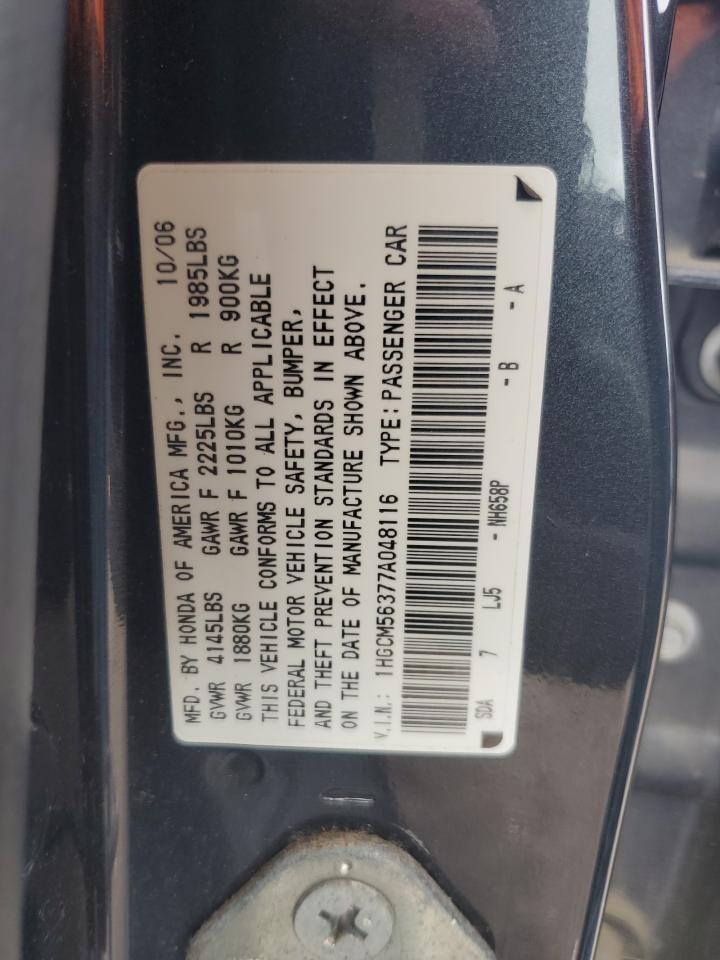 MFD. BY HONDA OF AMERICA MFG., INC. 10/06
GVWR 4145LBS GAWR F 2225LBS R 1985LBS
GVWR 1880KG GAWR F 1010KG R 900KG
THIS VEHICLE CONFORMS TO ALL APPLICABLE
FEDERAL MOTOR VEHICLE SAFETY, BUMPER,
AND THEFT PREVENTION STANDARDS IN EFFECT
ON THE DATE OF MANUFACTURE SHOWN ABOVE.
V.I.N.: 1HGCM56377A048116 TYPE: PASSENGER CAR
SDA 7 LJ5 - NH658P - B - A